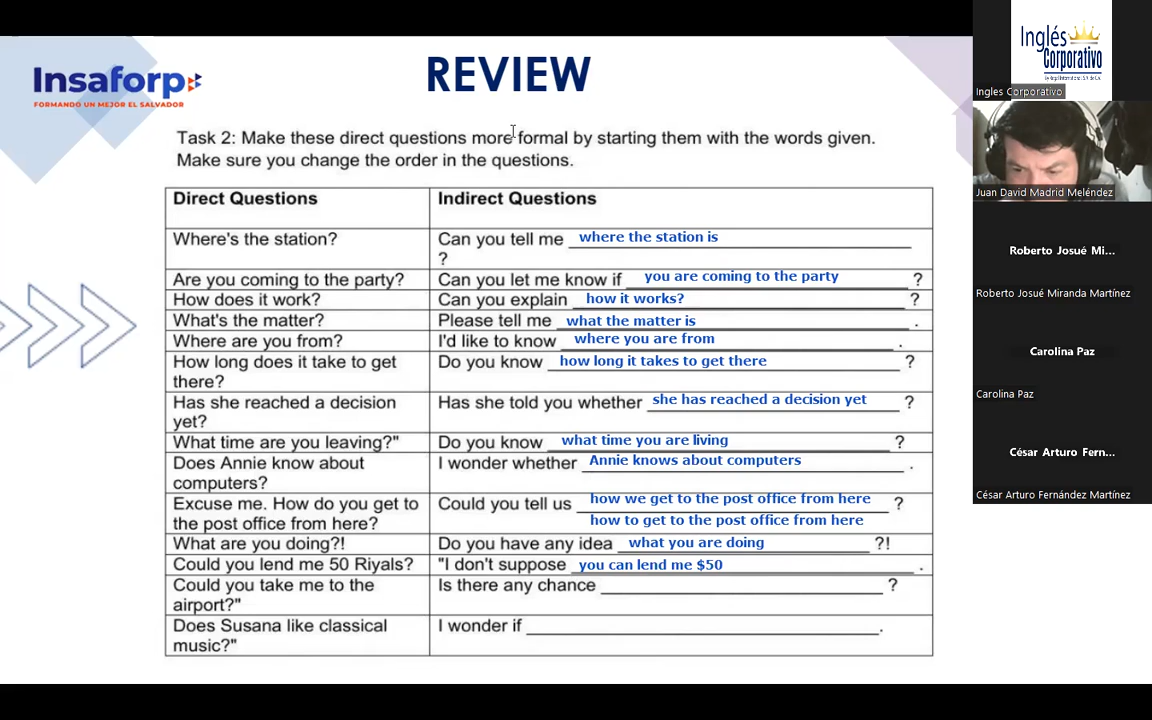 Insaforp
FORMANDO UN MEJOR EL SALVADOR
REVIEW
Task 2: Make these direct questions more formal by starting them with the words given.
Make sure you change the order in the questions.
Direct Questions
Indirect Questions
Where's the station?
Can you tell me where the station is
?
Are you coming to the party?
Can you let me know if you are coming to the party ?
How does it work?
Can you explain how it works? ?
What's the matter?
Please tell me what the matter is .
Where are you from?
I'd like to know where you are from .
How long does it take to get
there?
Do you know how long it takes to get there ?
Has she reached a decision
yet?
Has she told you whether she has reached a decision yet ?
What time are you leaving?"
Do you know what time you are living ?
Does Annie know about
computers?
I wonder whether Annie knows about computers .
Excuse me. How do you get to
the post office from here?
Could you tell us how we get to the post office from here ?
how to get to the post office from here
What are you doing?!
Do you have any idea what you are doing ?!
Could you lend me 50 Riyals?
"I don't suppose you can lend me $50 .
Could you take me to the
airport?"
Is there any chance ?
Does Susana like classical
music?"
I wonder if .
Inglés
Corporativo
Ingles Corporativo
Juan David Madrid Meléndez
Roberto Josué Mi...
Roberto Josué Miranda Martínez
Carolina Paz
Carolina Paz
César Arturo Fern...
César Arturo Fernández Martínez